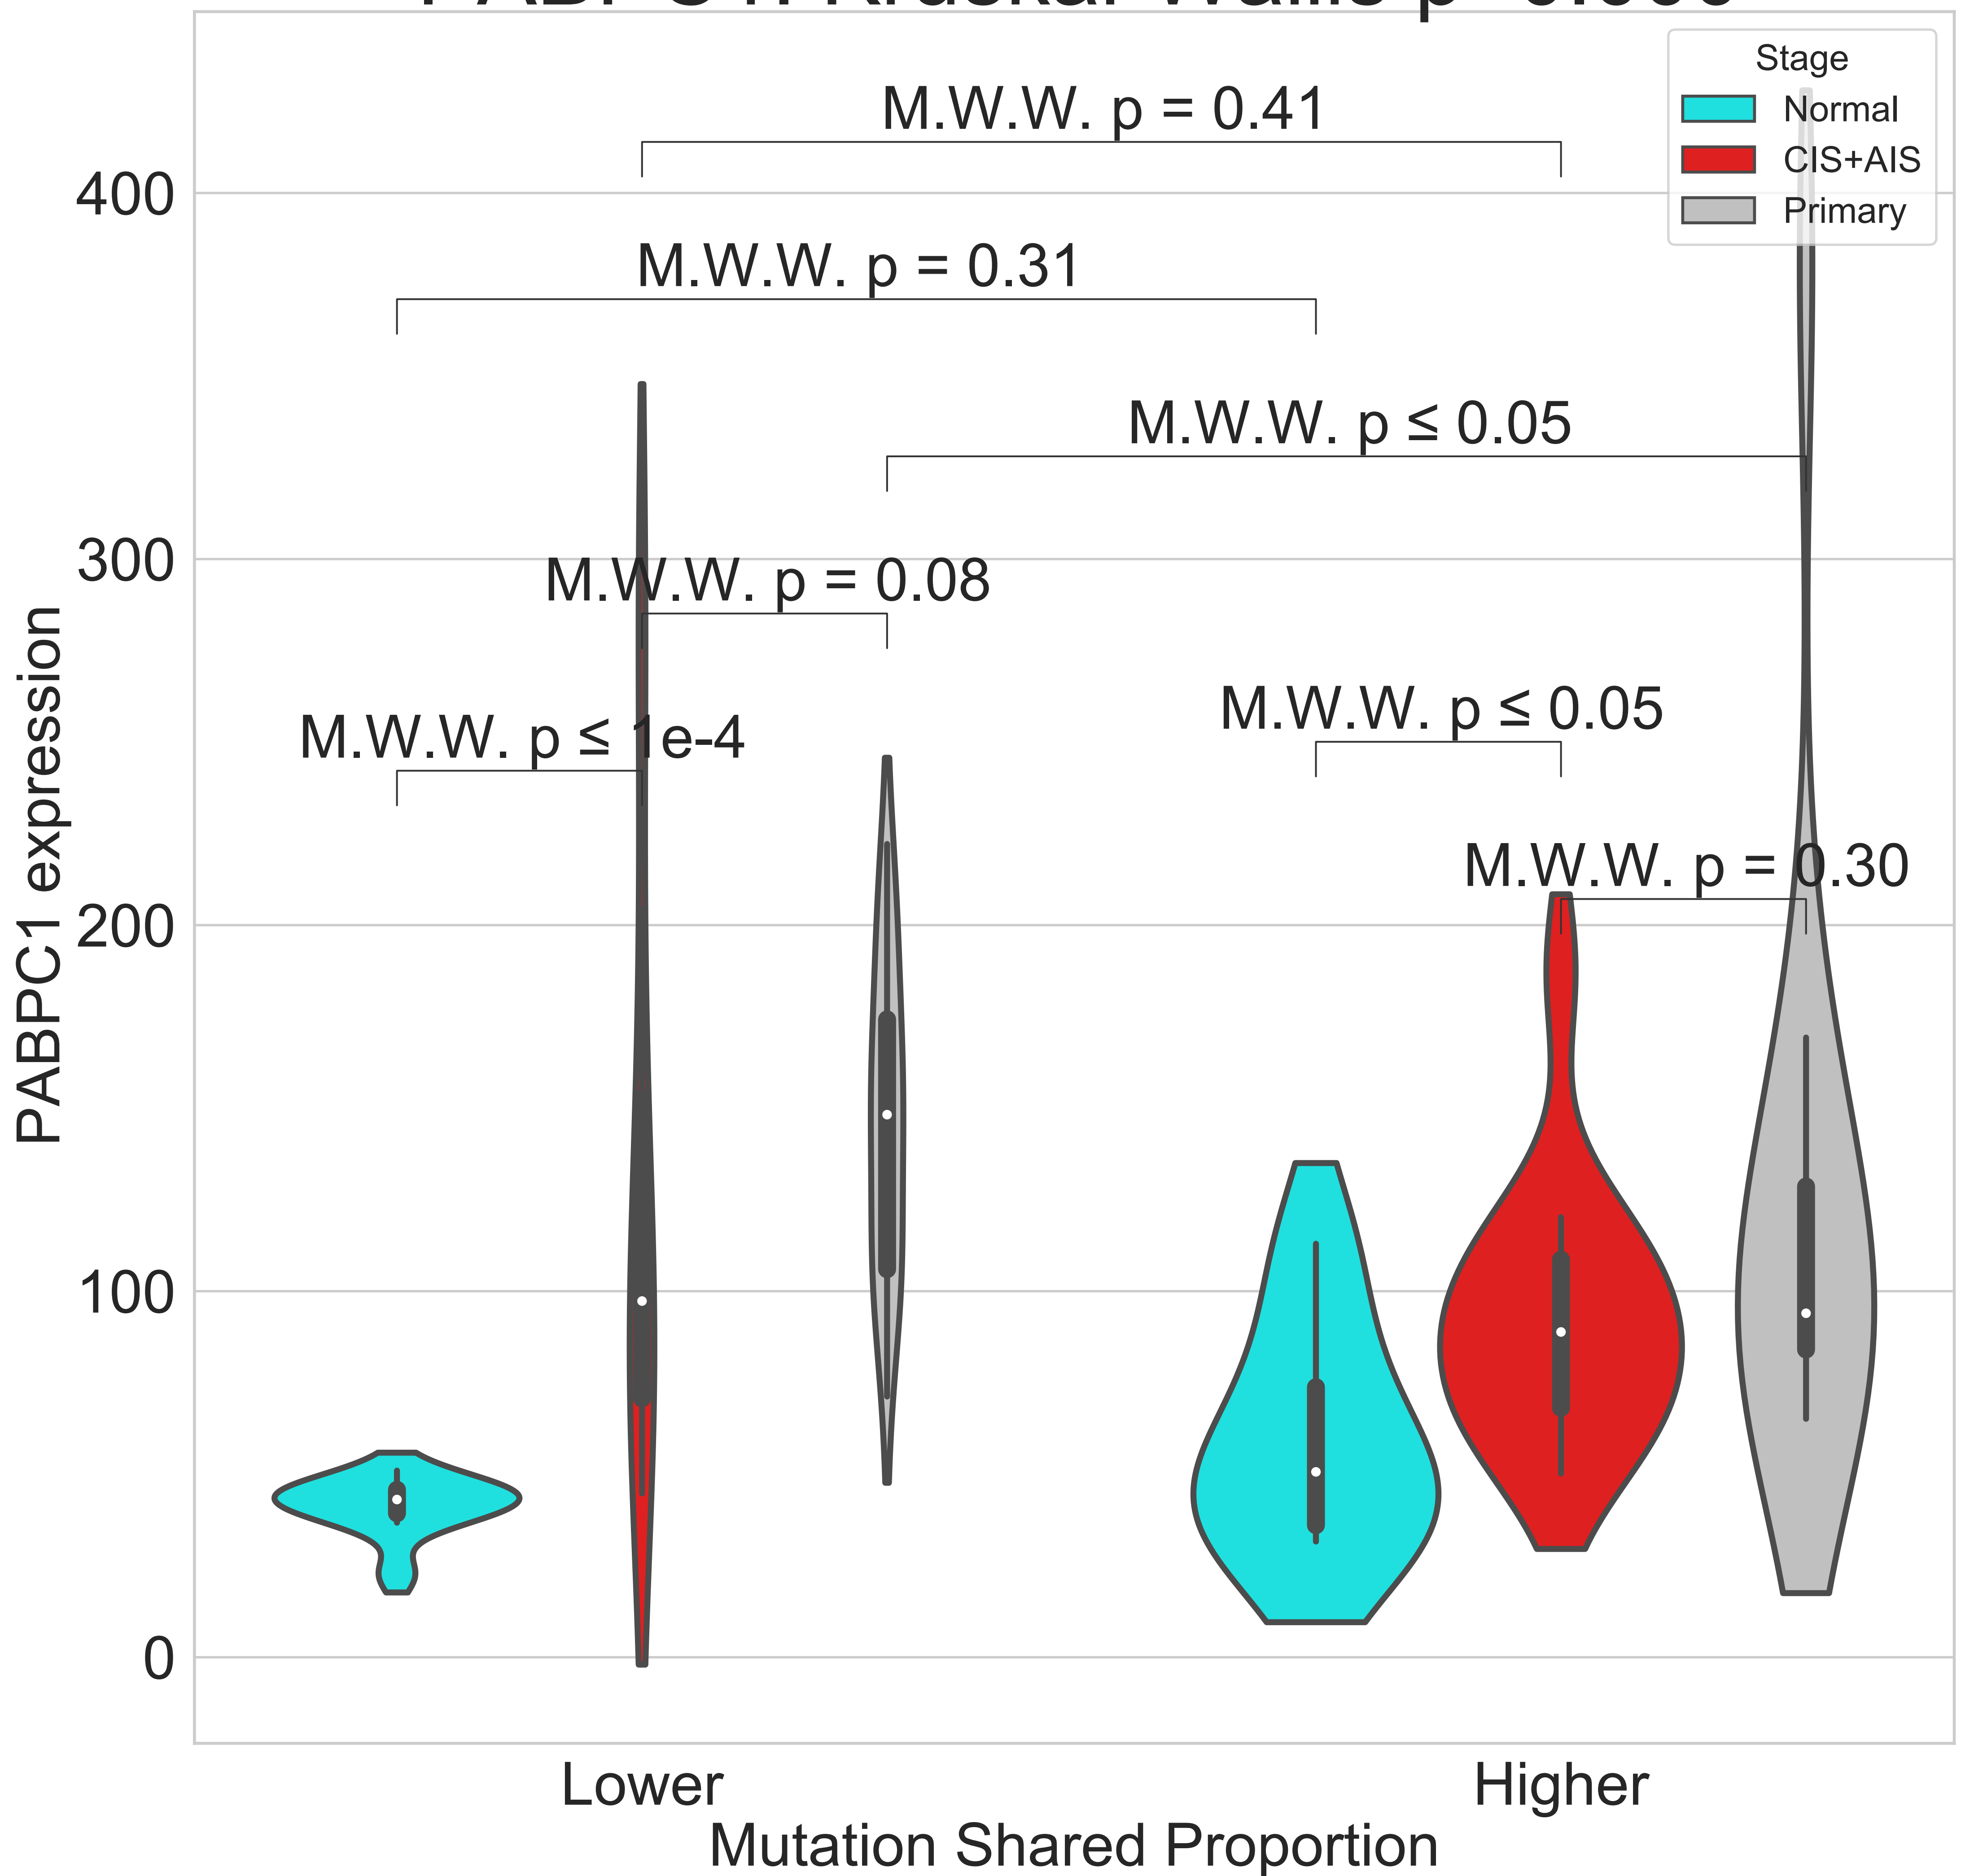 Stage
Normal
CIS+AIS
Primary
M.W.W. p = 0.41
M.W.W. p = 0.31
M.W.W. p ≤ 0.05
M.W.W. p = 0.08
M.W.W. p ≤ 1e-4
M.W.W. p ≤ 0.05
M.W.W. p = 0.30
400
300
200
100
0
PABPC1 expression
Lower
Higher
Mutation Shared Proportion